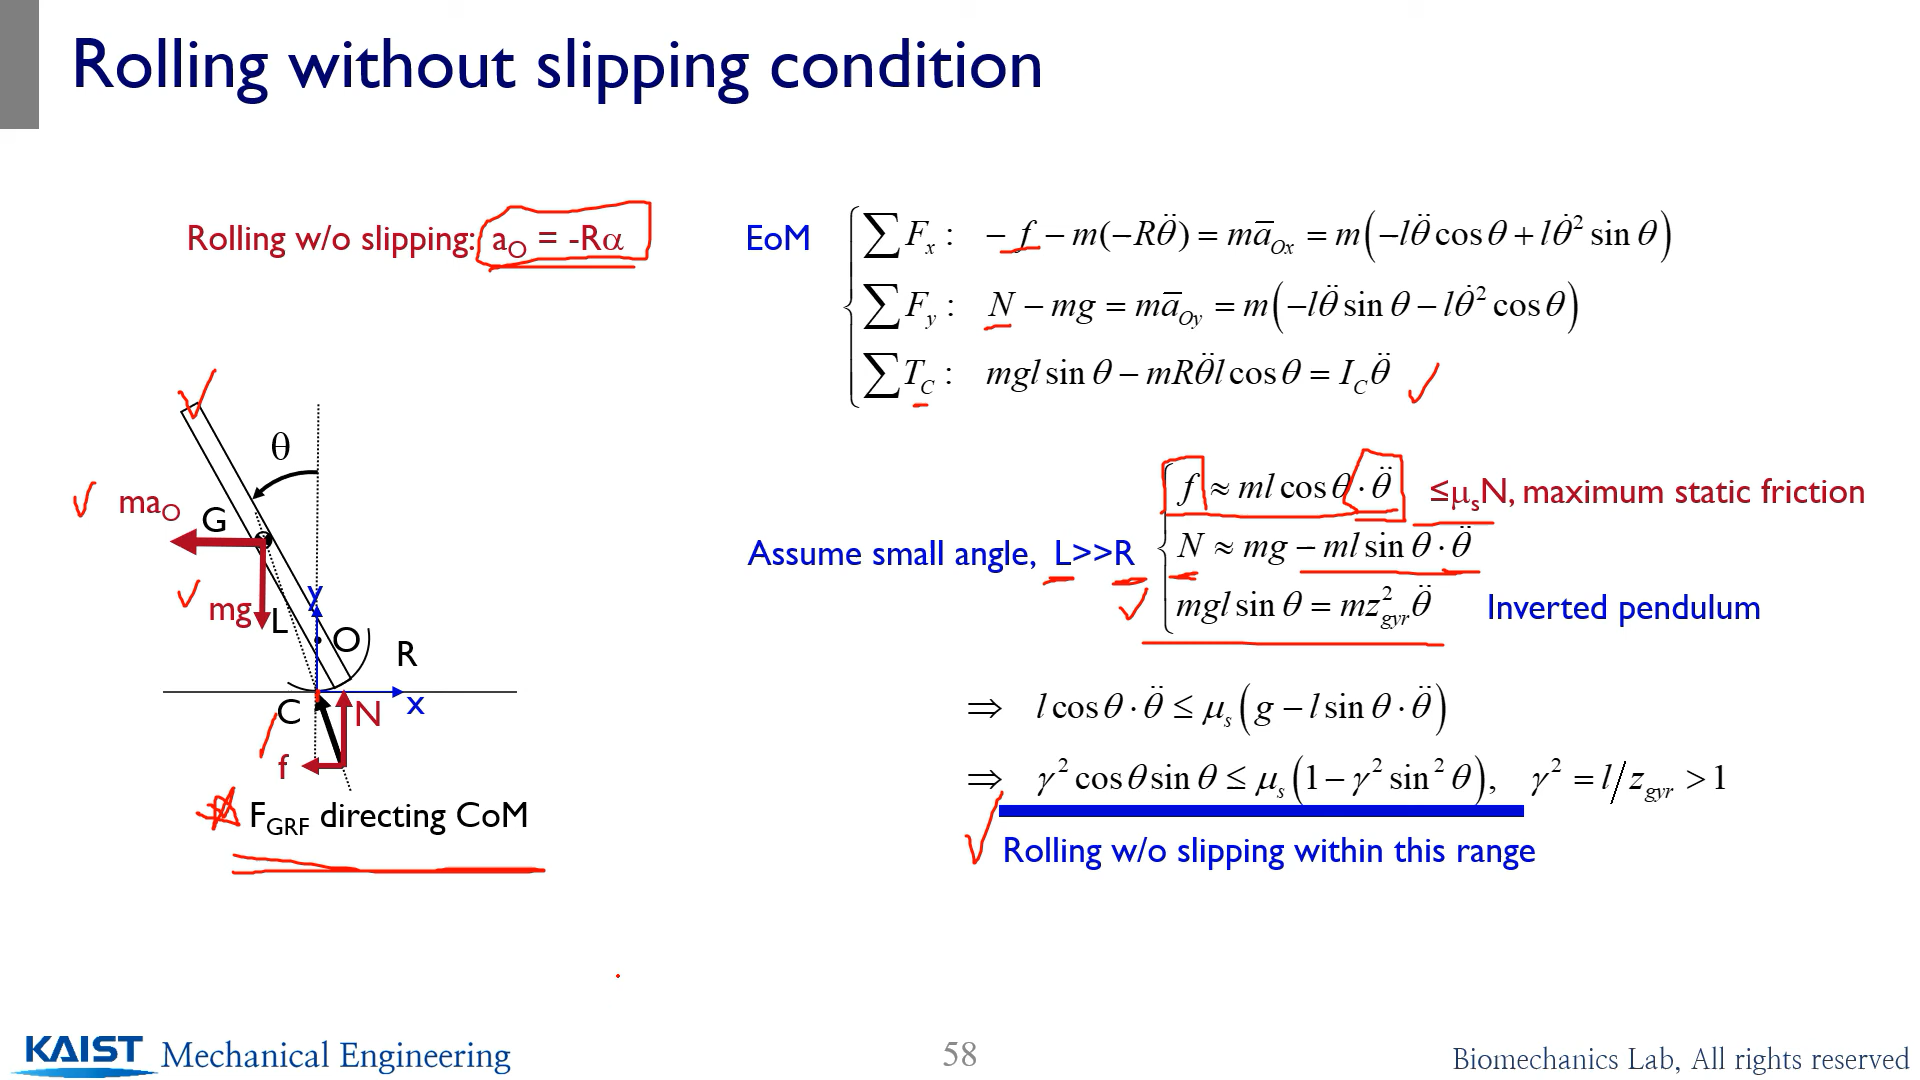 Rolling without slipping condition
Rolling w/o slipping: a_O = -Rα
EoM
∑F_x : −f − m(−Rθ̈) = ma̅_Ox = m(−lθ̈ cos θ + lθ̇² sin θ)
∑F_y : N − mg = ma̅_Oy = m(−lθ̈ sin θ − lθ̇² cos θ)
∑T_C : mgl sin θ − mRθ̈l cos θ = I_C θ̈
θ
ma_O
G
mg
L
y
O
R
C
N
x
f
F_GRF directing CoM
Assume small angle, L>>R
f ≈ ml cos θ · θ̈ ≤μ_sN, maximum static friction
N ≈ mg − ml sin θ · θ̈
mgl sin θ = mz²_gyr θ̈ Inverted pendulum
⇒ l cos θ · θ̈ ≤ μ_s (g − l sin θ · θ̈)
⇒ γ² cos θ sin θ ≤ μ_s (1 − γ² sin² θ), γ² = l/z_gyr > 1
Rolling w/o slipping within this range
KAIST Mechanical Engineering
58
Biomechanics Lab, All rights reserved